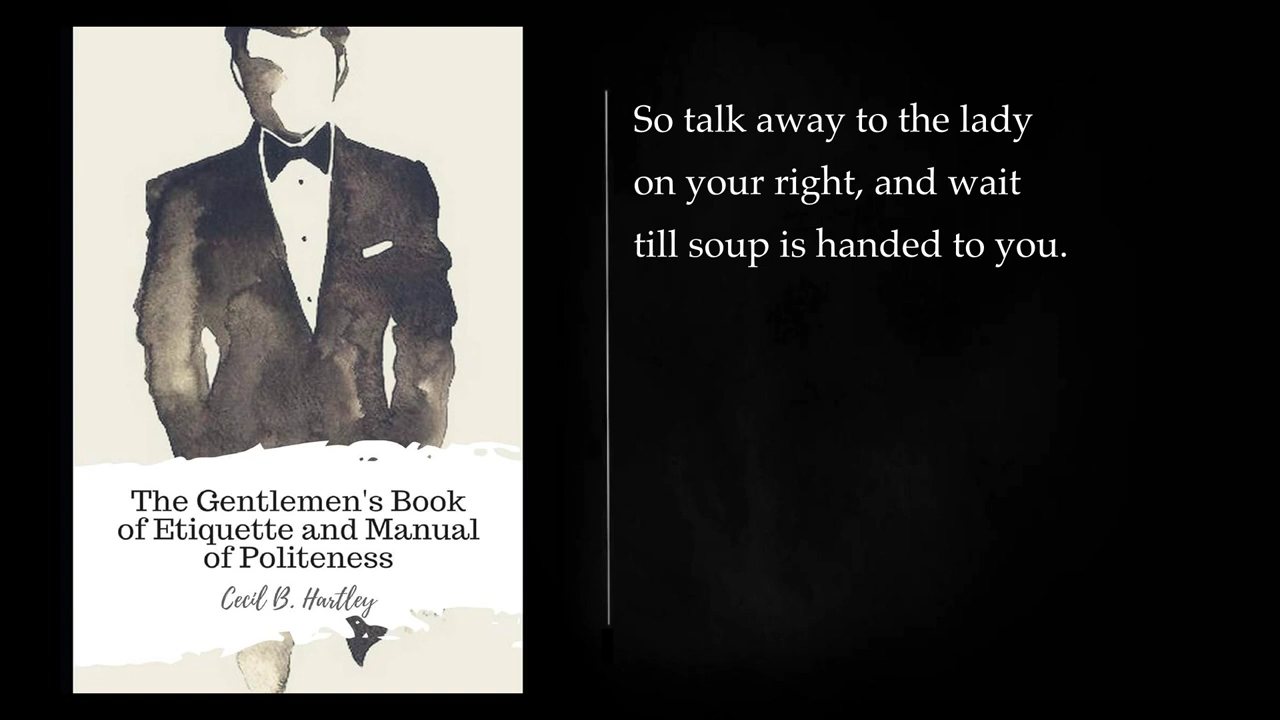 The Gentlemen's Book
of Etiquette and Manual
of Politeness
Cecil B. Hartley
So talk away to the lady
on your right, and wait
till soup is handed to you.